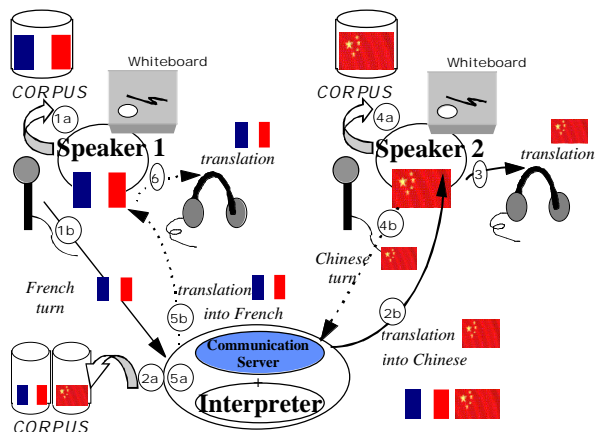 Whiteboard
Whiteboard
CORPUS
CORPUS
1a
4a
Speaker 1
Speaker 2
translation
translation
6
3
1b
4b
French
turn
Chinese
turn
translation
into French
5b
2b
translation
into Chinese
Communication
Server
+
Interpreter
2a
5a
CORPUS